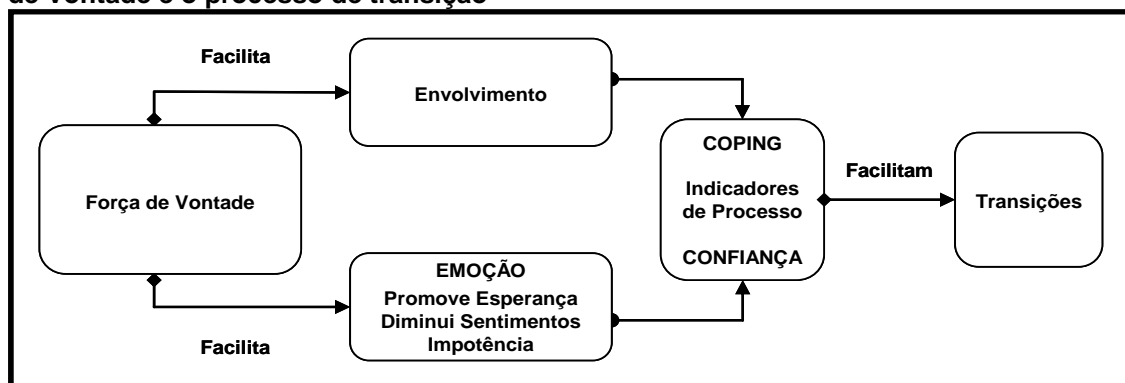 de Vontade e o processo de transição
Facilita
Envolvimento
Força de Vontade
COPING
Indicadores
de Processo
CONFIANÇA
Facilitam
Transições
EMOÇÃO
Promove Esperança
Diminui Sentimentos
Impotência
Facilita